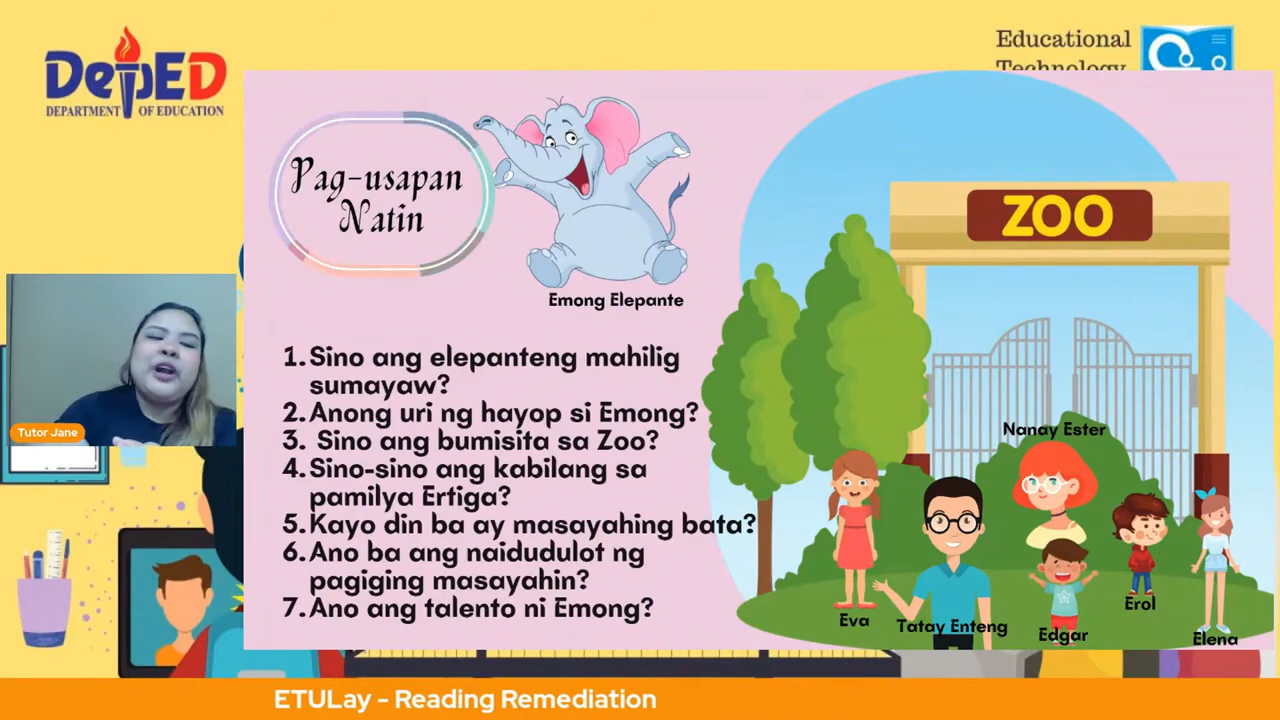 DepED
DEPARTMENT OF EDUCATION
Educational
Technology
Pag-usapan
Natin
Emong Elepante
ZOO
1. Sino ang elepanteng mahilig
sumayaw?
2. Anong uri ng hayop si Emong?
3. Sino ang bumisita sa Zoo?
4. Sino-sino ang kabilang sa
pamilya Ertiga?
5. Kayo din ba ay masayahing bata?
6. Ano ba ang naidudulot ng
pagiging masayahin?
7. Ano ang talento ni Emong?
Tutor Jane
Nanay Ester
Eva
Tatay Enteng
Edgar
Erol
Elena
ETULay - Reading Remediation